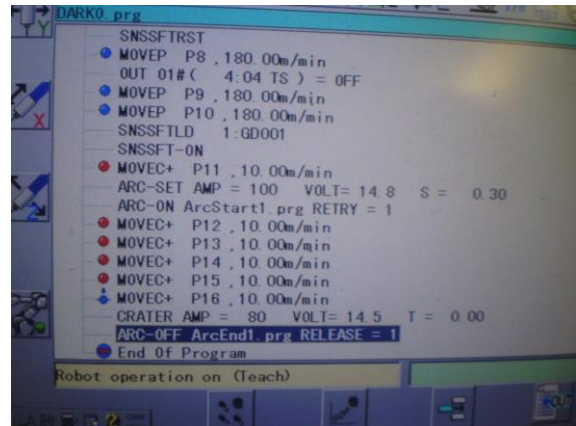 DARKO.prg
SNSSFTRST
MOVEP P8 ,180.00m/min
OUT 01#( 4:04 TS ) = OFF
MOVEP P9 ,180.00m/min
MOVEP P10 ,180.00m/min
SNSSFTLD 1:GD001
SNSSFT-ON
MOVEC+ P11 ,10.00m/min
ARC-SET AMP = 100 VOLT= 14.8 S = 0.30
ARC-ON ArcStart1.prg RETRY = 1
MOVEC+ P12 ,10.00m/min
MOVEC+ P13 ,10.00m/min
MOVEC+ P14 ,10.00m/min
MOVEC+ P15 ,10.00m/min
MOVEC+ P16 ,10.00m/min
CRATER AMP = 80 VOLT= 14.5 T = 0.00
ARC-OFF ArcEnd1.prg RELEASE = 1
End Of Program
Robot operation on (Teach)